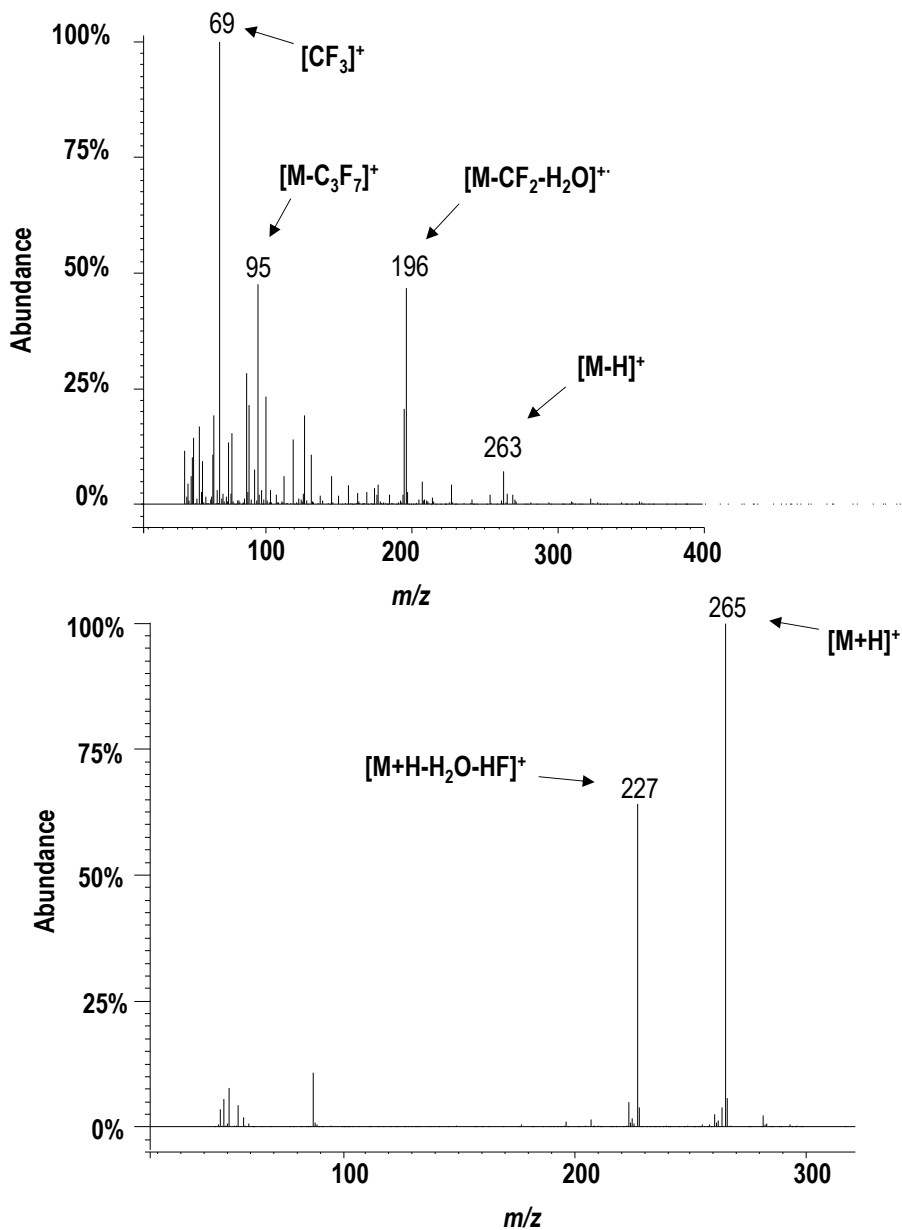 69
100%
[CF₃]⁺
75%
[M-C₃F₇]⁺
[M-CF₂-H₂O]⁺·
95
196
50%
Abundance
[M-H]⁺
25%
263
0%
100
200
300
400
m/z
265
100%
[M+H]⁺
75%
[M+H-H₂O-HF]⁺
227
Abundance
50%
25%
0%
100
200
300
m/z